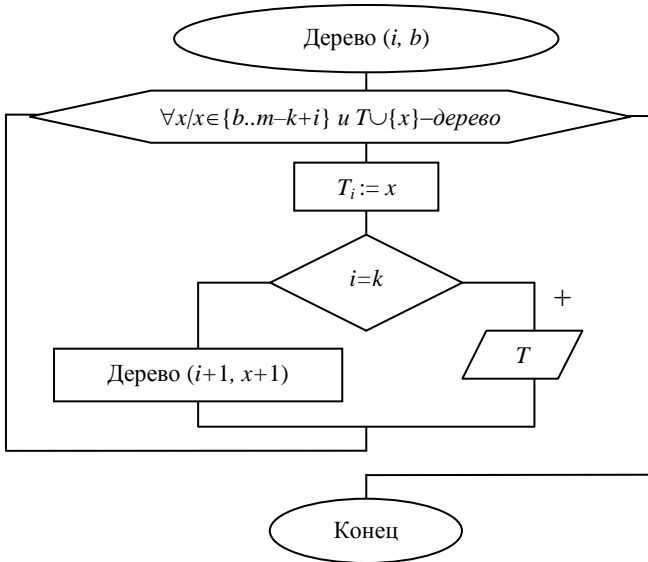 Дерево (i, b)
∀x/x∈{b..m–k+i} и T∪{x}–дерево
Tᵢ := x
i=k
+
Дерево (i+1, x+1)
T
Конец